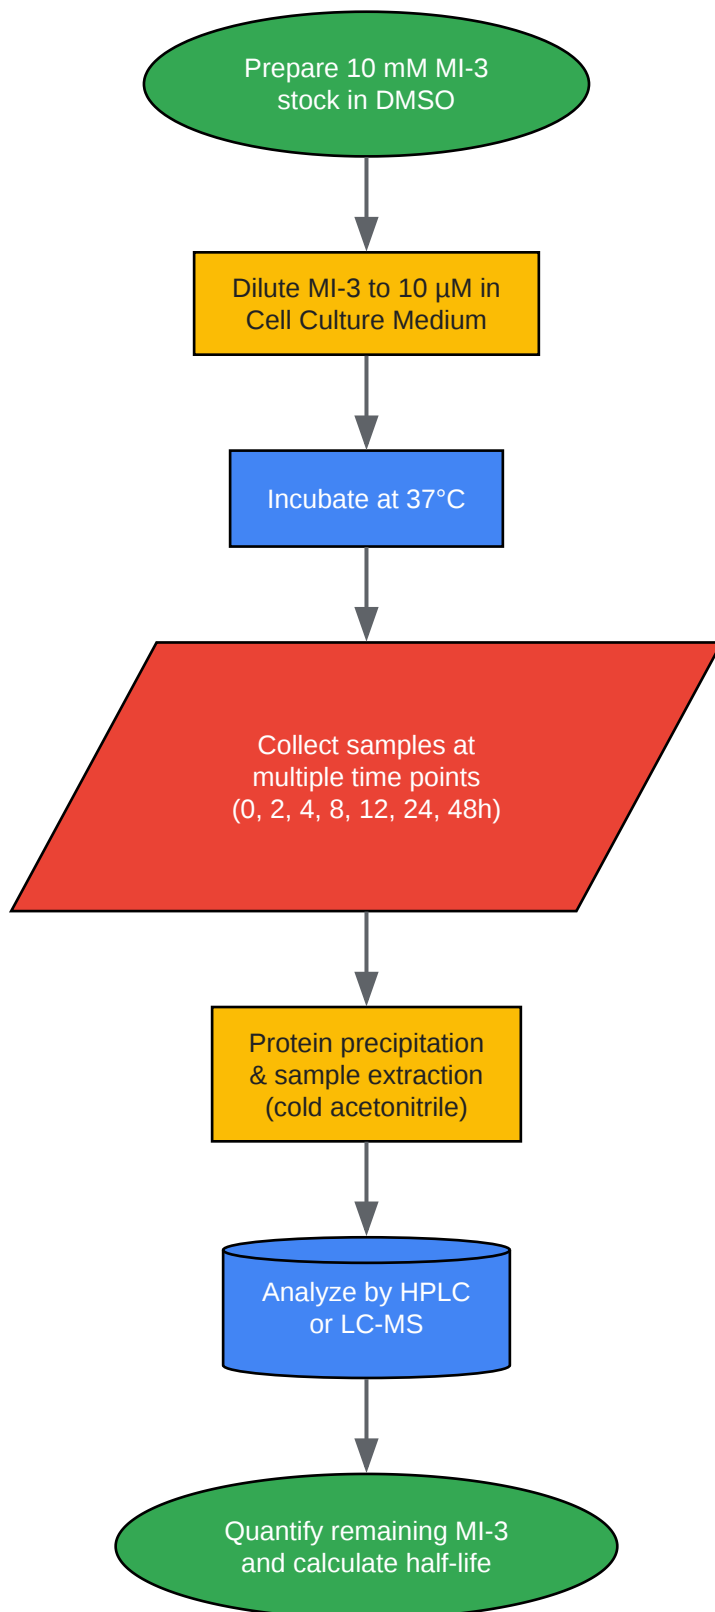 Prepare 10 mM MI-3
stock in DMSO
Dilute MI-3 to 10 µM in
Cell Culture Medium
Incubate at 37°C
Collect samples at
multiple time points
(0, 2, 4, 8, 12, 24, 48h)
Protein precipitation
& sample extraction
(cold acetonitrile)
Analyze by HPLC
or LC-MS
Quantify remaining MI-3
and calculate half-life